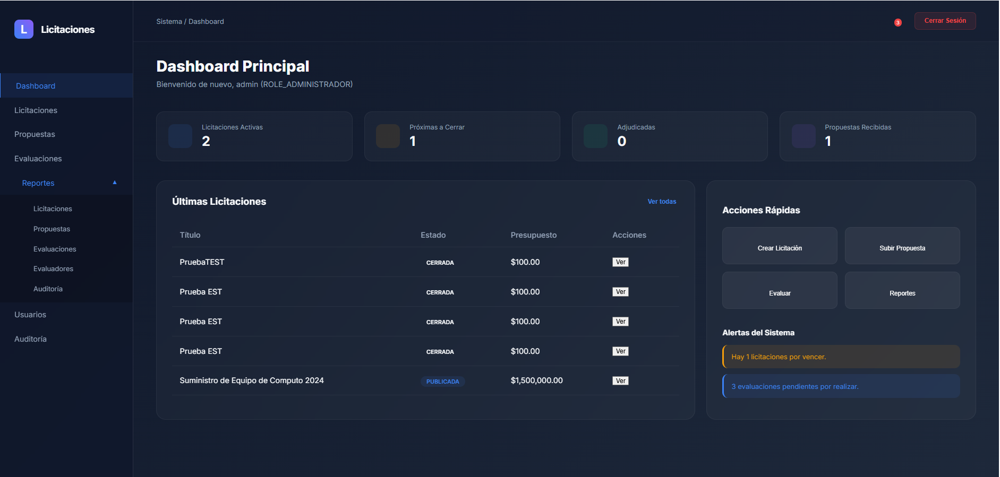 L Licitaciones
Sistema / Dashboard
3
Cerrar Sesión
Dashboard
Licitaciones
Propuestas
Evaluaciones
Reportes ▲
Licitaciones
Propuestas
Evaluaciones
Evaluadores
Auditoría
Usuarios
Auditoría
Dashboard Principal
Bienvenido de nuevo, admin (ROLE_ADMINISTRADOR)
Licitaciones Activas
2
Próximas a Cerrar
1
Adjudicadas
0
Propuestas Recibidas
1
Últimas Licitaciones
Ver todas
Título Estado Presupuesto Acciones
PruebaTEST CERRADA $100.00 Ver
Prueba EST CERRADA $100.00 Ver
Prueba EST CERRADA $100.00 Ver
Prueba EST CERRADA $100.00 Ver
Suministro de Equipo de Computo 2024 PUBLICADA $1,500,000.00 Ver
Acciones Rápidas
Crear Licitación
Subir Propuesta
Evaluar
Reportes
Alertas del Sistema
Hay 1 licitaciones por vencer.
3 evaluaciones pendientes por realizar.